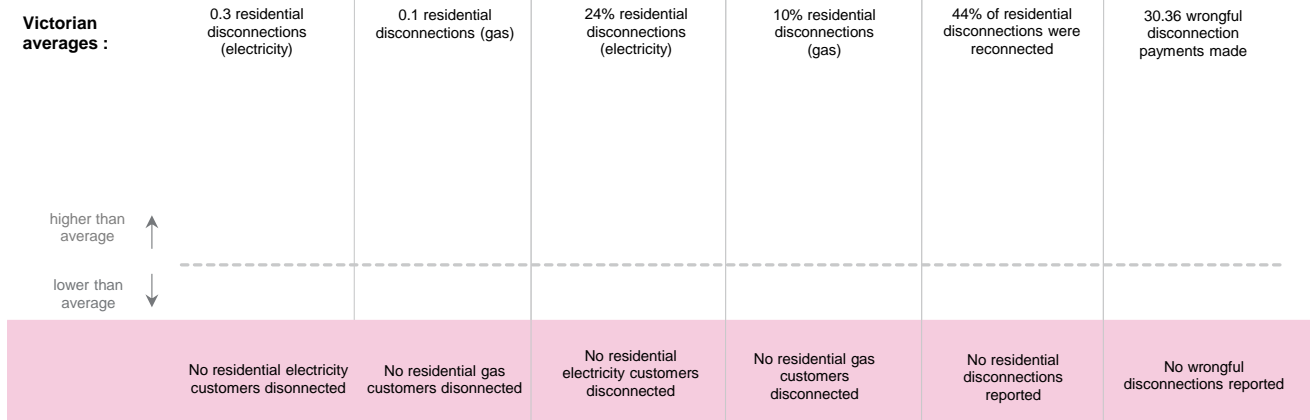 Victorian
averages :
0.3 residential
disconnections
(electricity)
0.1 residential
disconnections (gas)
24% residential
disconnections
(electricity)
10% residential
disconnections
(gas)
44% of residential
disconnections were
reconnected
30.36 wrongful
disconnection
payments made
higher than
average
lower than
average
No residential electricity
customers disonnected
No residential gas
customers disonnected
No residential
electricity customers
disconnected
No residential gas
customers
disconnected
No residential
disconnections
reported
No wrongful
disconnections reported